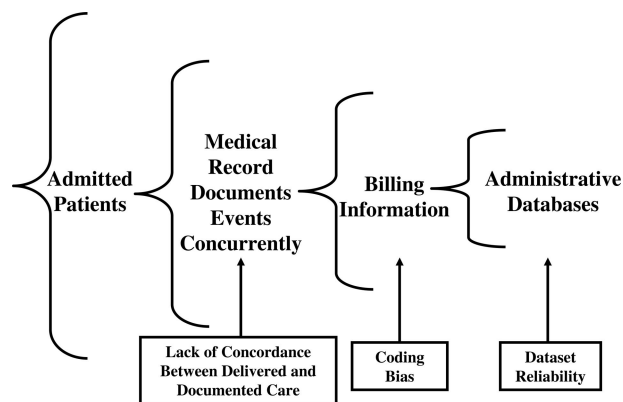 Admitted
Patients
Medical
Record
Documents
Events
Concurrently
Billing
Information
Administrative
Databases
Lack of Concordance
Between Delivered and
Documented Care
Coding
Bias
Dataset
Reliability